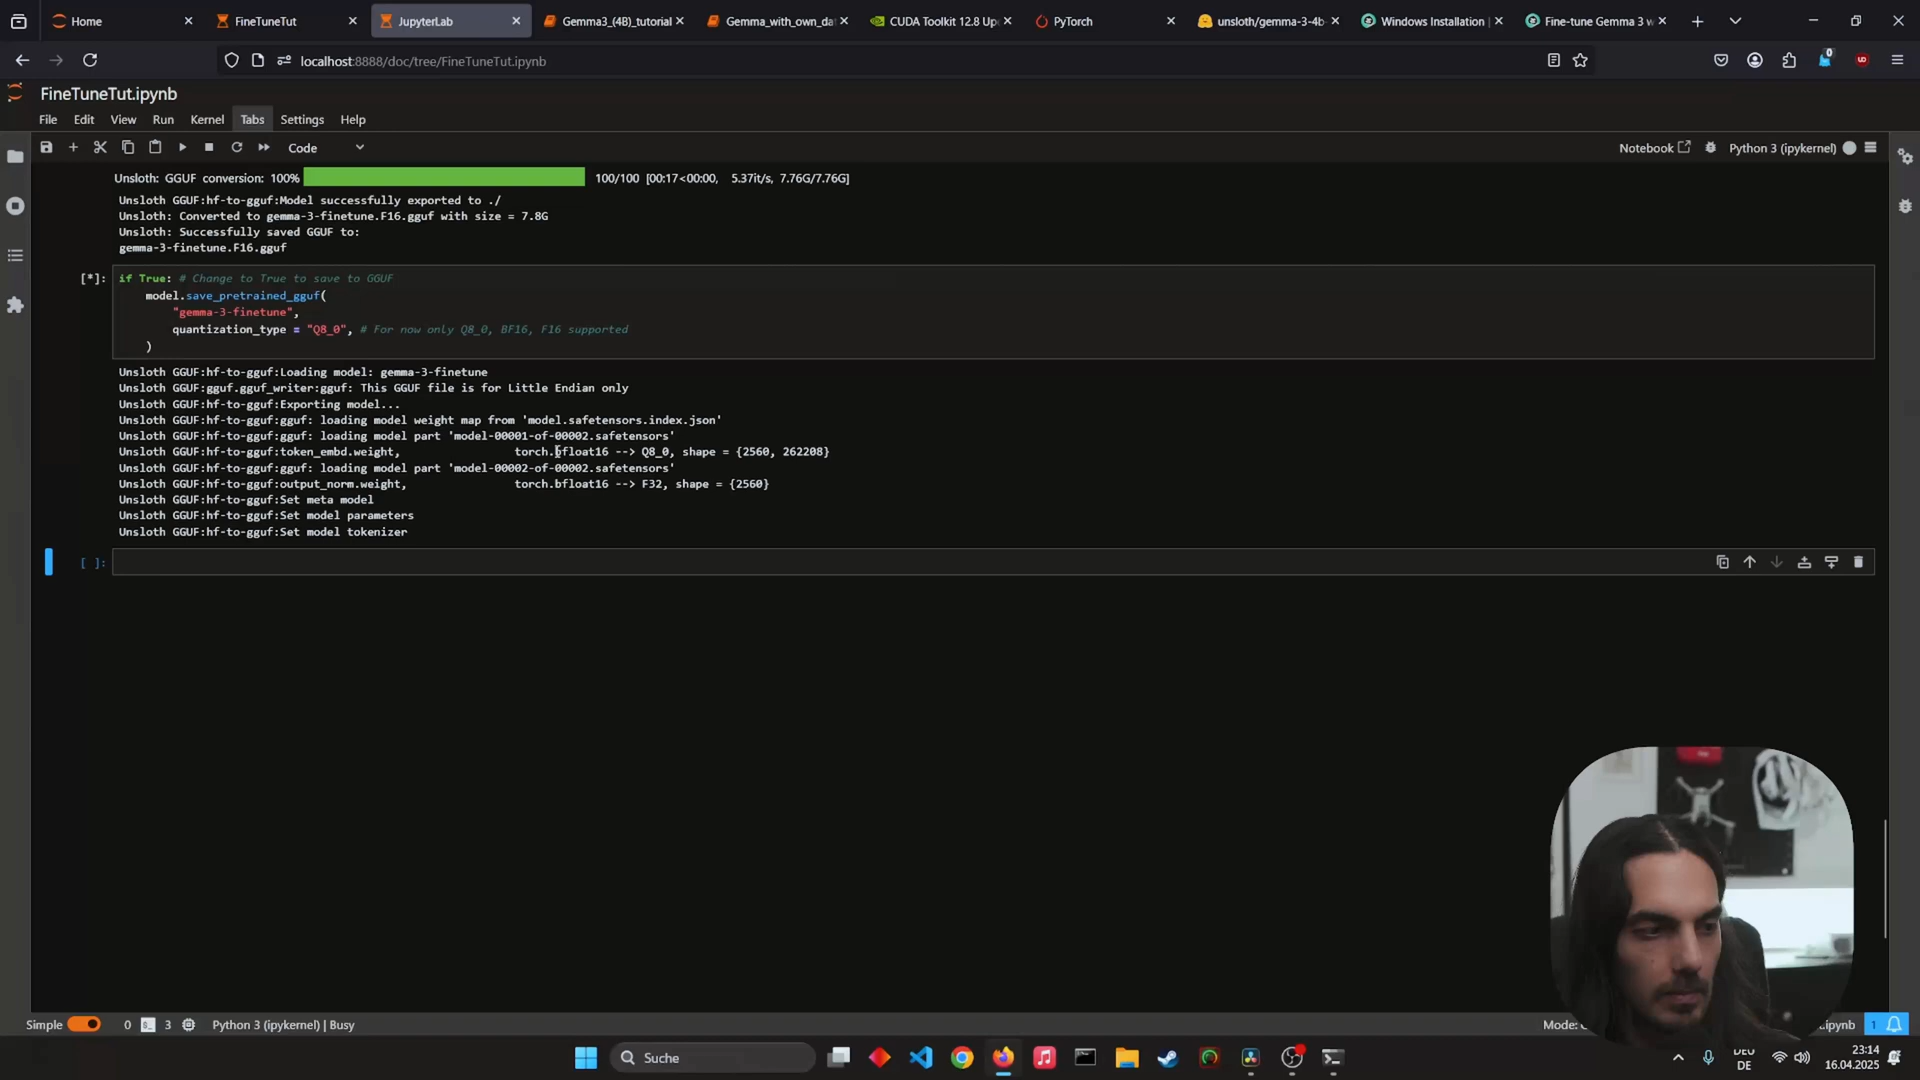 Home
FineTuneTut
JupyterLab
Gemma3_(4B)_tutorial
Gemma_with_own_da
CUDA Toolkit 12.8 Up
PyTorch
unsloth/gemma-3-4b
Windows Installation |
Fine-tune Gemma 3 w
localhost:8888/doc/tree/FineTuneTut.ipynb
0
FineTuneTut.ipynb
File Edit View Run Kernel Tabs Settings Help
Code
Notebook
Python 3 (ipykernel)
Unsloth: GGUF conversion: 100% 100/100 [00:17<00:00, 5.37it/s, 7.76G/7.76G]
Unsloth GGUF:hf-to-gguf:Model successfully exported to ./
Unsloth: Converted to gemma-3-finetune.F16.gguf with size = 7.8G
Unsloth: Successfully saved GGUF to:
gemma-3-finetune.F16.gguf
[*]: if True: # Change to True to save to GGUF
model.save_pretrained_gguf(
"gemma-3-finetune",
quantization_type = "Q8_0", # For now only Q8_0, BF16, F16 supported
)
Unsloth GGUF:hf-to-gguf:Loading model: gemma-3-finetune
Unsloth GGUF:gguf.gguf_writer:gguf: This GGUF file is for Little Endian only
Unsloth GGUF:hf-to-gguf:Exporting model...
Unsloth GGUF:hf-to-gguf:gguf: loading model weight map from 'model.safetensors.index.json'
Unsloth GGUF:hf-to-gguf:gguf: loading model part 'model-00001-of-00002.safetensors'
Unsloth GGUF:hf-to-gguf:token_embd.weight, torch.bfloat16 --> Q8_0, shape = {2560, 262208}
Unsloth GGUF:hf-to-gguf:gguf: loading model part 'model-00002-of-00002.safetensors'
Unsloth GGUF:hf-to-gguf:output_norm.weight, torch.bfloat16 --> F32, shape = {2560}
Unsloth GGUF:hf-to-gguf:Set meta model
Unsloth GGUF:hf-to-gguf:Set model parameters
Unsloth GGUF:hf-to-gguf:Set model tokenizer
[ ]:
Simple 0 3 Python 3 (ipykernel) | Busy
Mode:
.ipynb 1
Suche
DEU
DE
23:14
16.04.2025